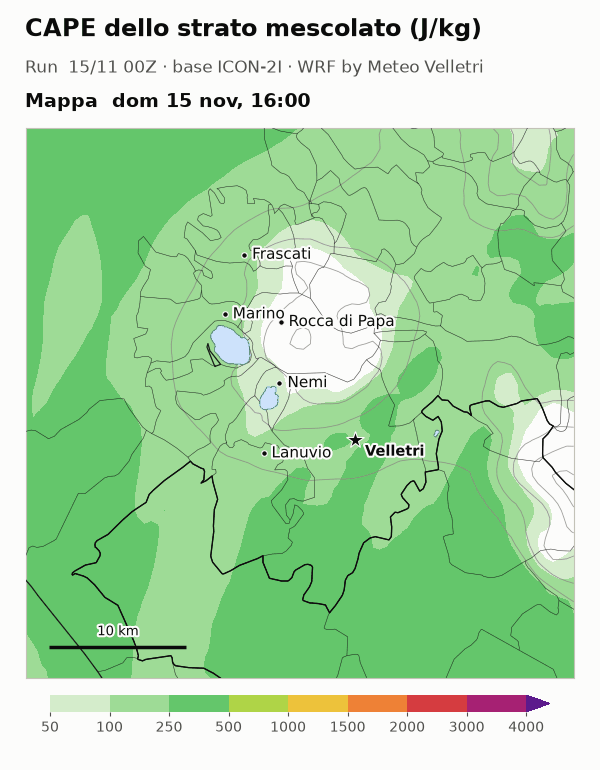 CAPE dello strato mescolato (J/kg)
Run  15/11 00Z · base ICON-2I · WRF by Meteo Velletri
Mappa  dom 15 nov, 16:00
Frascati
Marino
Rocca di Papa
Nemi
Velletri
Lanuvio
10 km
50 100 250 500 1000 1500 2000 3000 4000